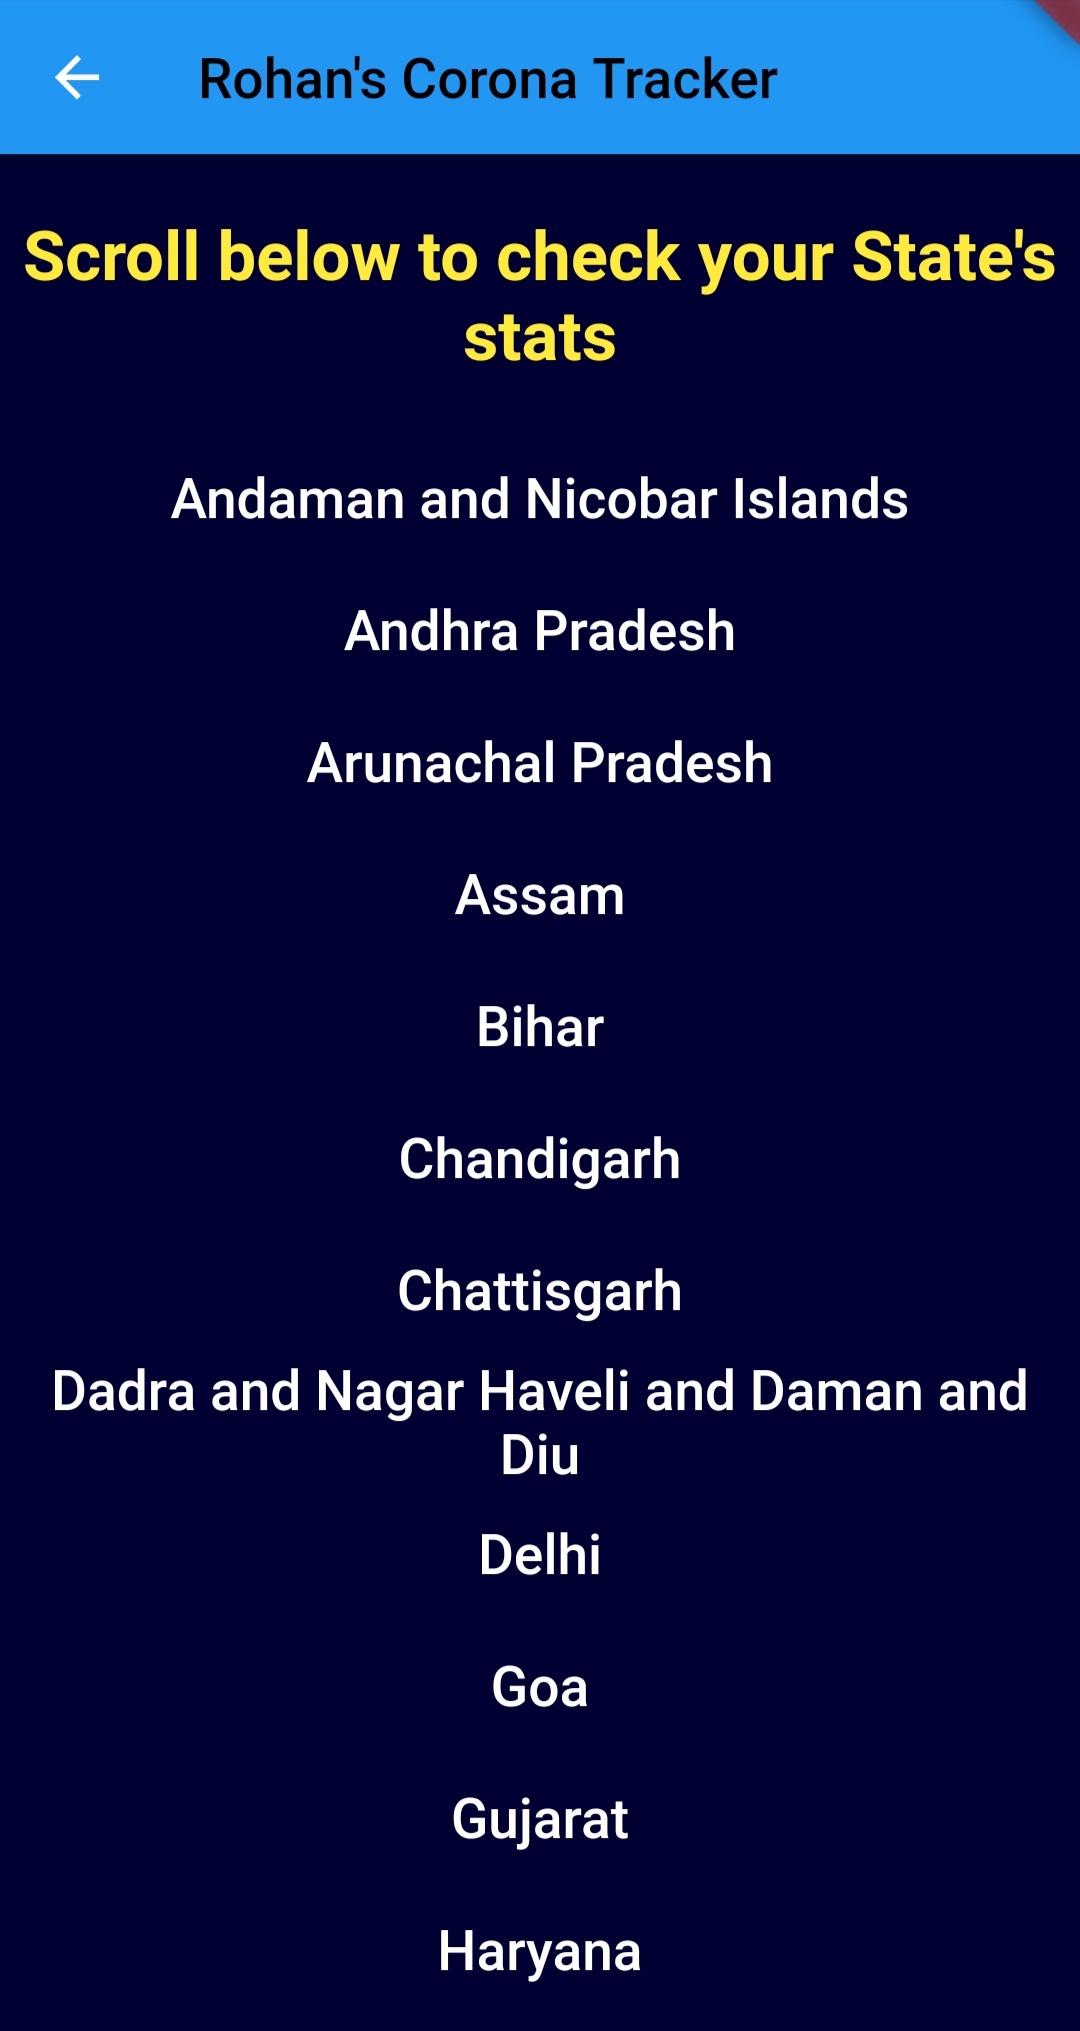 Rohan's Corona Tracker
Scroll below to check your State's
stats
Andaman and Nicobar Islands
Andhra Pradesh
Arunachal Pradesh
Assam
Bihar
Chandigarh
Chattisgarh
Dadra and Nagar Haveli and Daman and
Diu
Delhi
Goa
Gujarat
Haryana